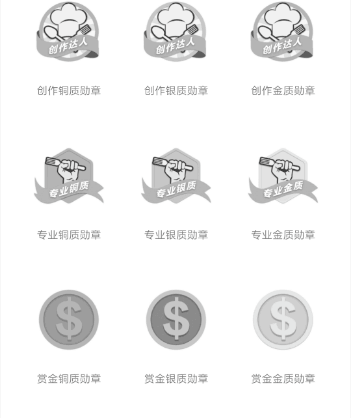 创作达人 创作达人 创作达人
创作铜质勋章 创作银质勋章 创作金质勋章
专业铜质 专业银质 专业金质
专业铜质勋章 专业银质勋章 专业金质勋章
$ $ $
赏金铜质勋章 赏金银质勋章 赏金金质勋章